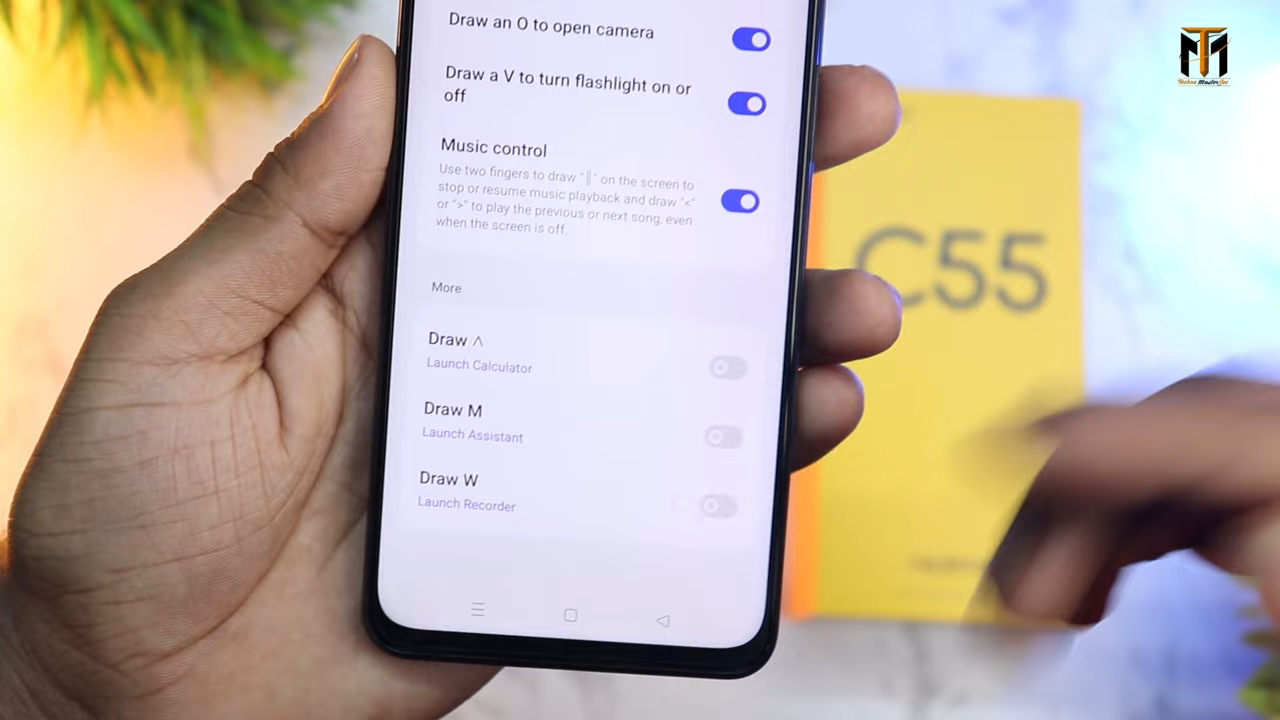 Draw an O to open camera
Draw a V to turn flashlight on or
off
Music control
Use two fingers to draw "||" on the screen to
stop or resume music playback and draw "<"
or ">" to play the previous or next song, even
when the screen is off.
More
Draw ^
Launch Calculator
Draw M
Launch Assistant
Draw W
Launch Recorder
C55